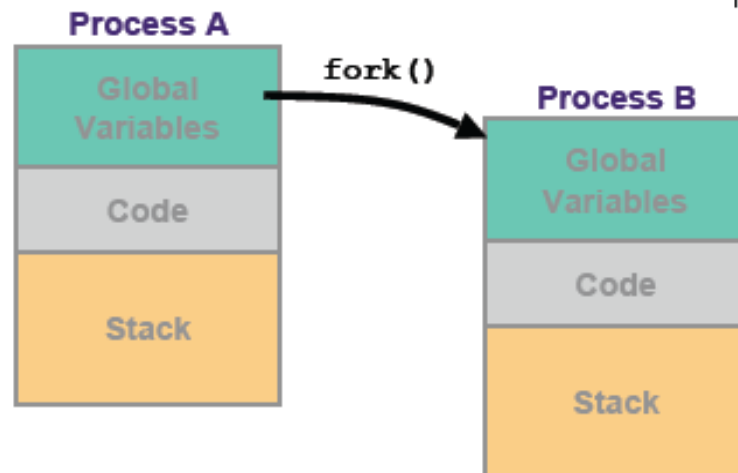 Process A
Global
Variables
Code
Stack
fork()
Process B
Global
Variables
Code
Stack